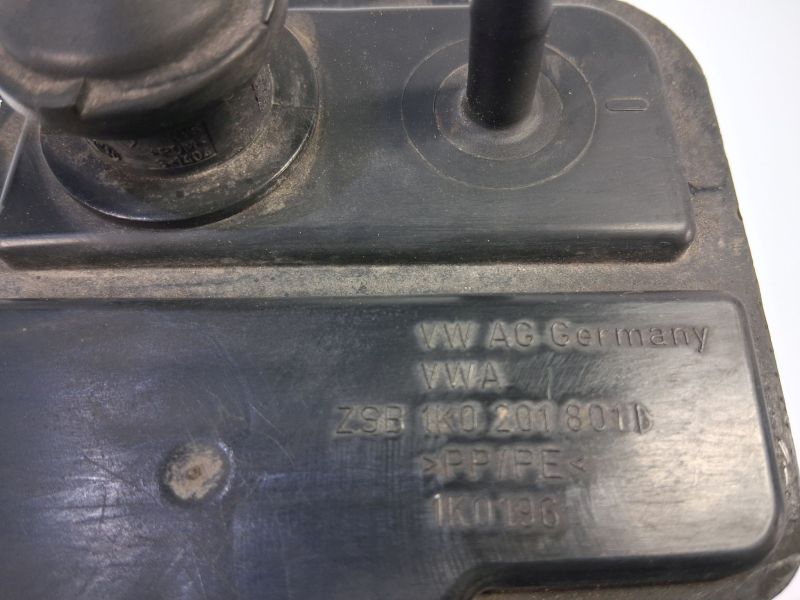 VW AG Germany
VWA
ZSB 1K0 201 801 D
>PP/PE<
1K0196